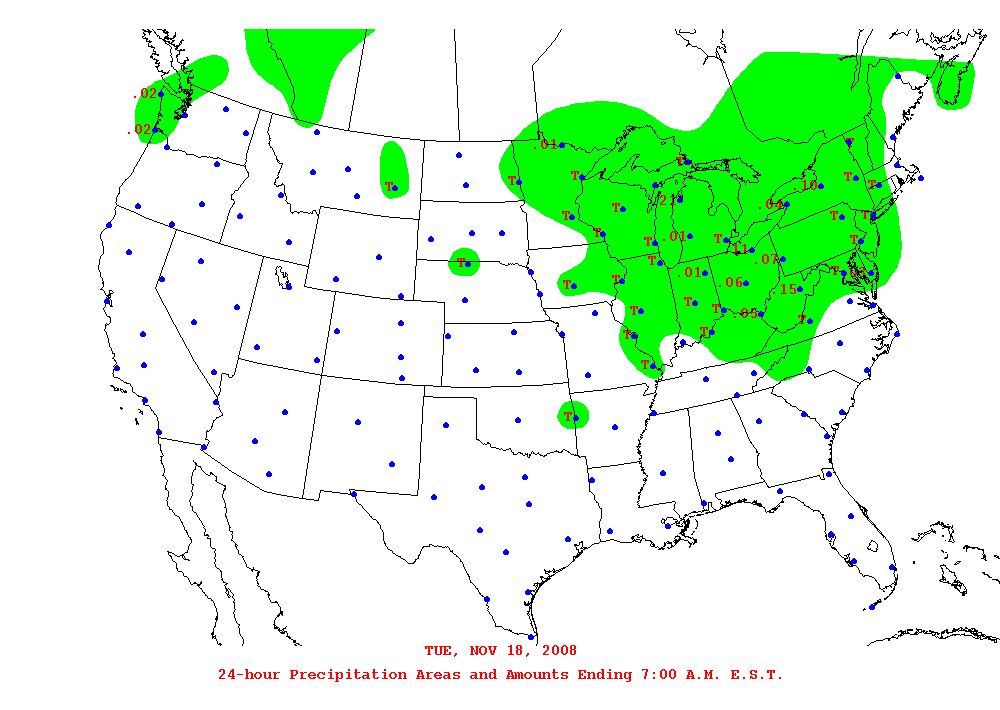 .02
.02
.01
T
T
T
T
.21
.10
T
T
T
T
.04
T
T
T
T
.01
T
T
.11
T
.07
T
T
T
.01
.06
.15
T
T
T
.05
T
T
T
T
T
TUE, NOV 18, 2008
24-hour Precipitation Areas and Amounts Ending 7:00 A.M. E.S.T.